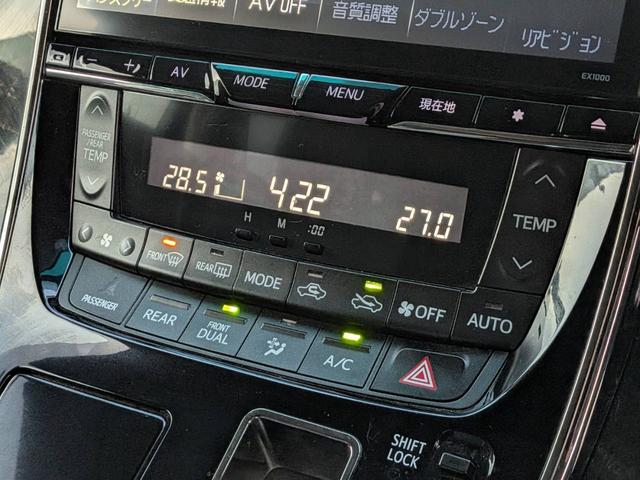 AV OFF
音質調整
ダブルゾーン
リアビジョン
EX1000
− + AV MODE MENU 現在地 ✱
PASSENGER
/REAR
TEMP
28.5 4:22 27.0
H M :00
TEMP
FRONT REAR MODE OFF AUTO
PASSENGER REAR FRONT
DUAL
A/C
SHIFT
LOCK